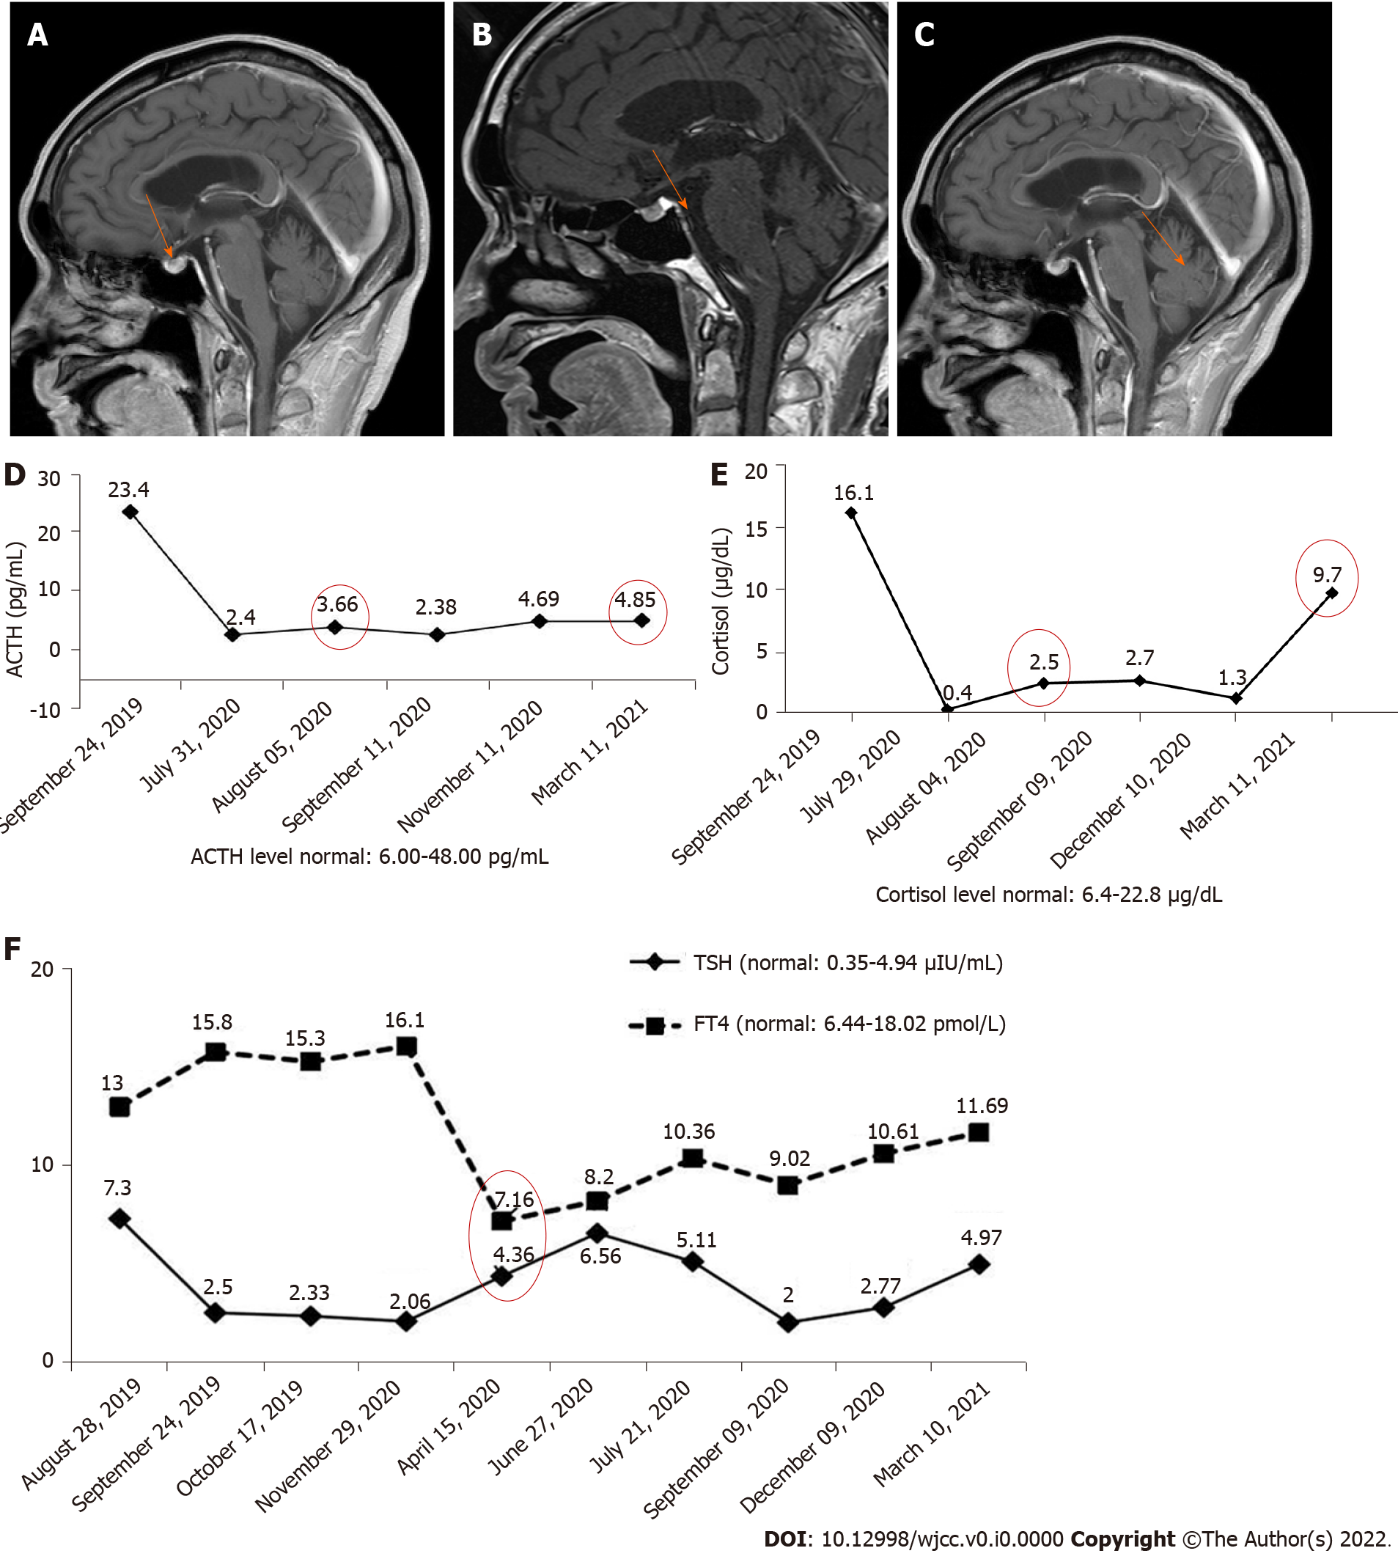 A
B
C
D
30
20
10
0
-10
ACTH (pg/mL)
23.4
2.4
3.66
2.38
4.69
4.85
September 24, 2019
July 31, 2020
August 05, 2020
September 11, 2020
November 11, 2020
March 11, 2021
ACTH level normal: 6.00-48.00 pg/mL
E
20
15
10
5
0
Cortisol (µg/dL)
16.1
0.4
2.5
2.7
1.3
9.7
September 24, 2019
July 29, 2020
August 04, 2020
September 09, 2020
December 10, 2020
March 11, 2021
Cortisol level normal: 6.4-22.8 µg/dL
F
20
10
0
TSH (normal: 0.35-4.94 µIU/mL)
FT4 (normal: 6.44-18.02 pmol/L)
13
15.8
15.3
16.1
7.16
8.2
10.36
9.02
10.61
11.69
7.3
2.5
2.33
2.06
4.36
6.56
5.11
2
2.77
4.97
August 28, 2019
September 24, 2019
October 17, 2019
November 29, 2020
April 15, 2020
June 27, 2020
July 21, 2020
September 09, 2020
December 09, 2020
March 10, 2021
DOI: 10.12998/wjcc.v0.i0.0000 Copyright ©The Author(s) 2022.